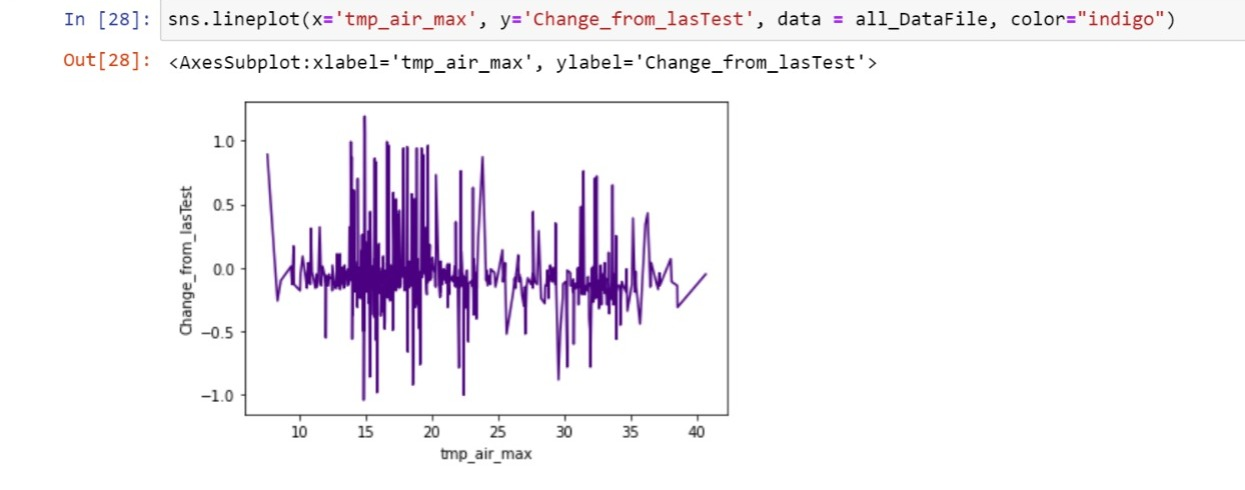 In [28]: sns.lineplot(x='tmp_air_max', y='Change_from_lasTest', data = all_DataFile, color="indigo")
Out[28]: <AxesSubplot:xlabel='tmp_air_max', ylabel='Change_from_lasTest'>
1.0
0.5
0.0
−0.5
−1.0
Change_from_lasTest
10 15 20 25 30 35 40
tmp_air_max